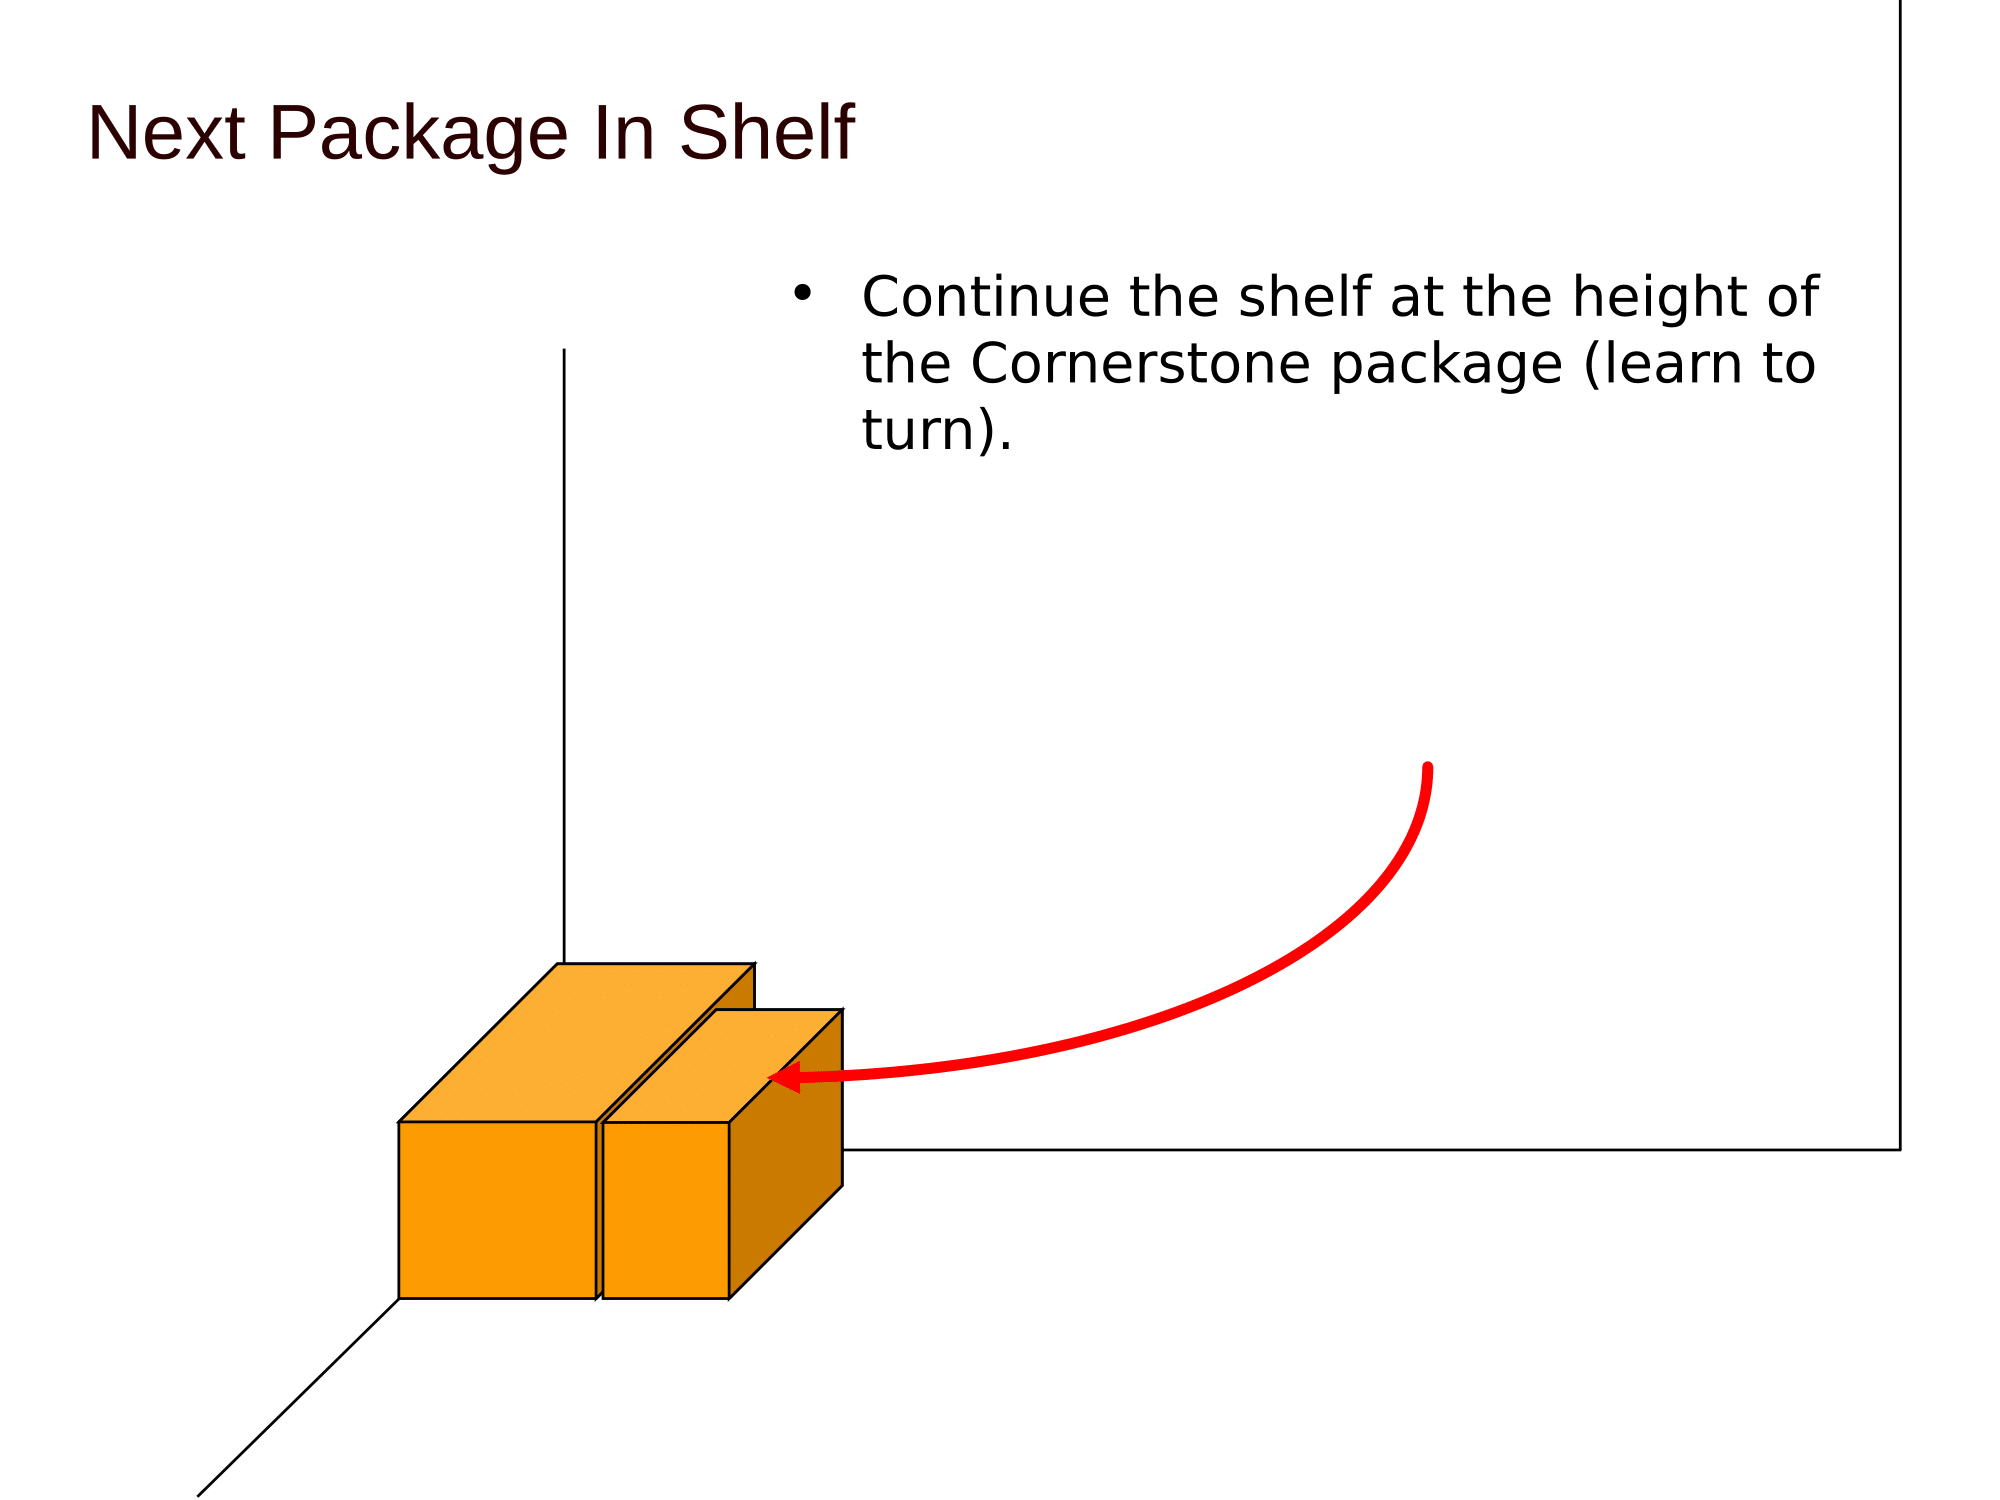 Next Package In Shelf
• Continue the shelf at the height of
the Cornerstone package (learn to
turn).